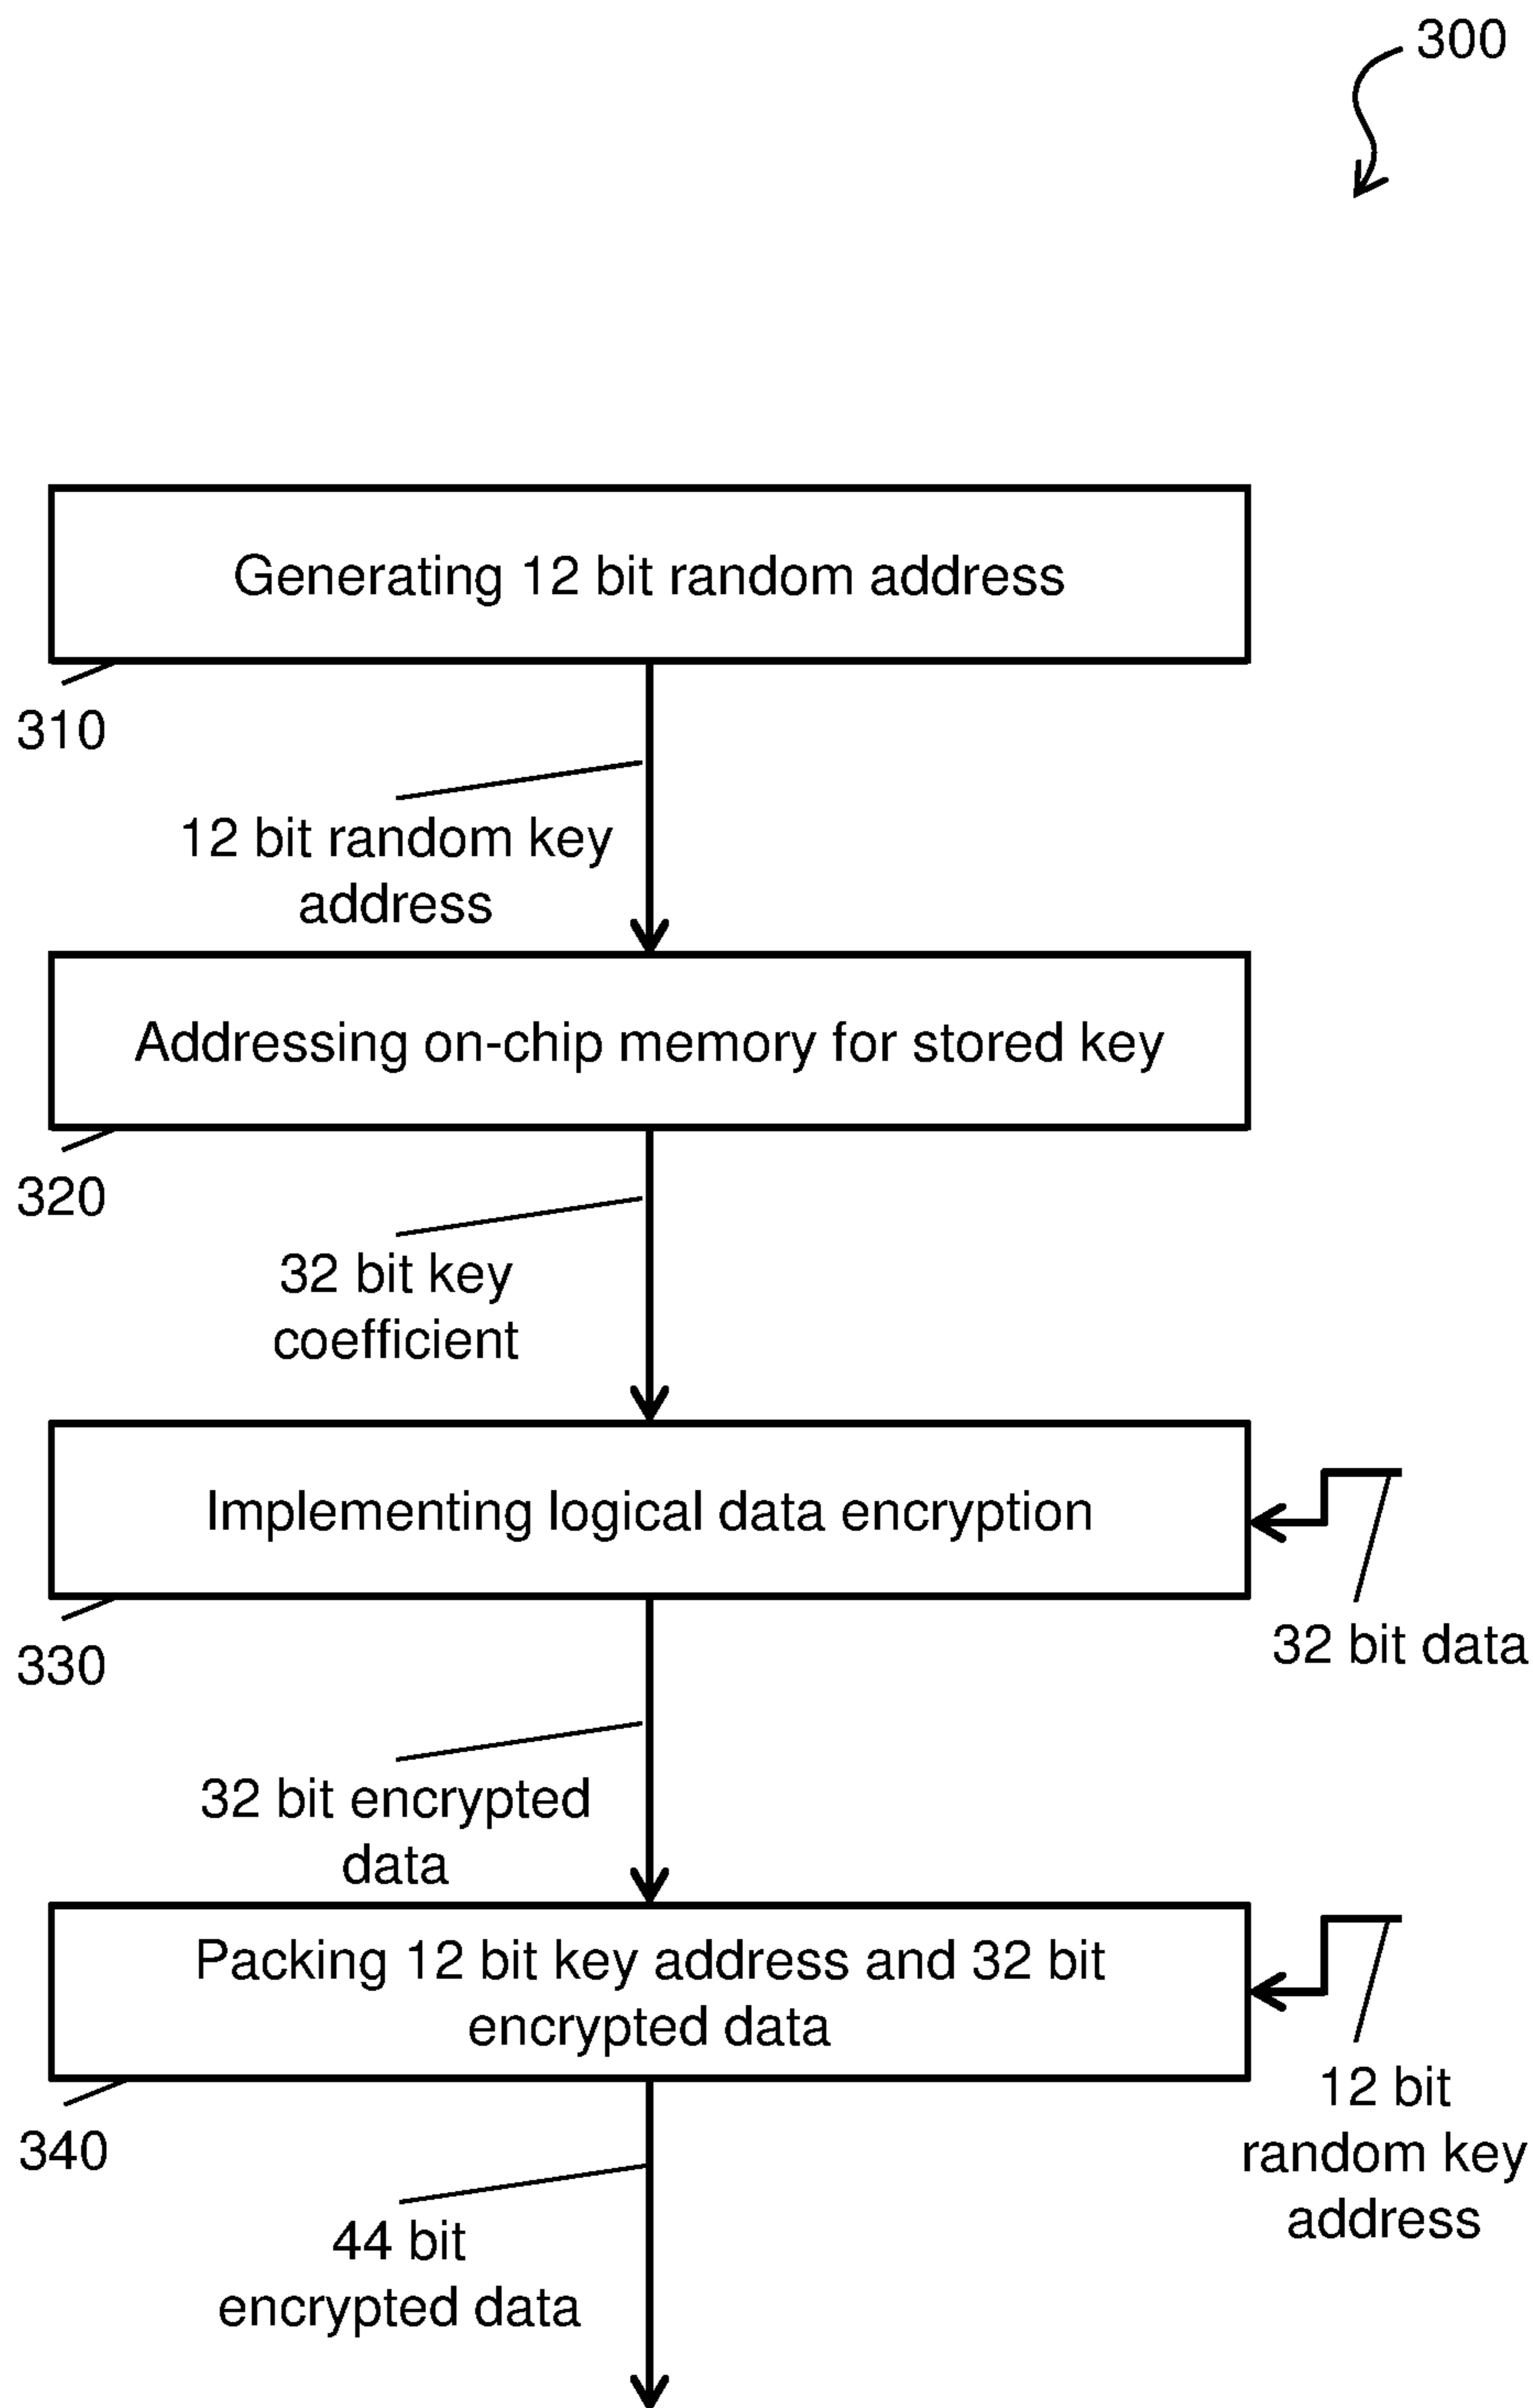 300
Generating 12 bit random address
310
12 bit random key
address
Addressing on-chip memory for stored key
320
32 bit key
coefficient
Implementing logical data encryption
32 bit data
330
32 bit encrypted
data
Packing 12 bit key address and 32 bit
encrypted data
12 bit
random key
address
340
44 bit
encrypted data